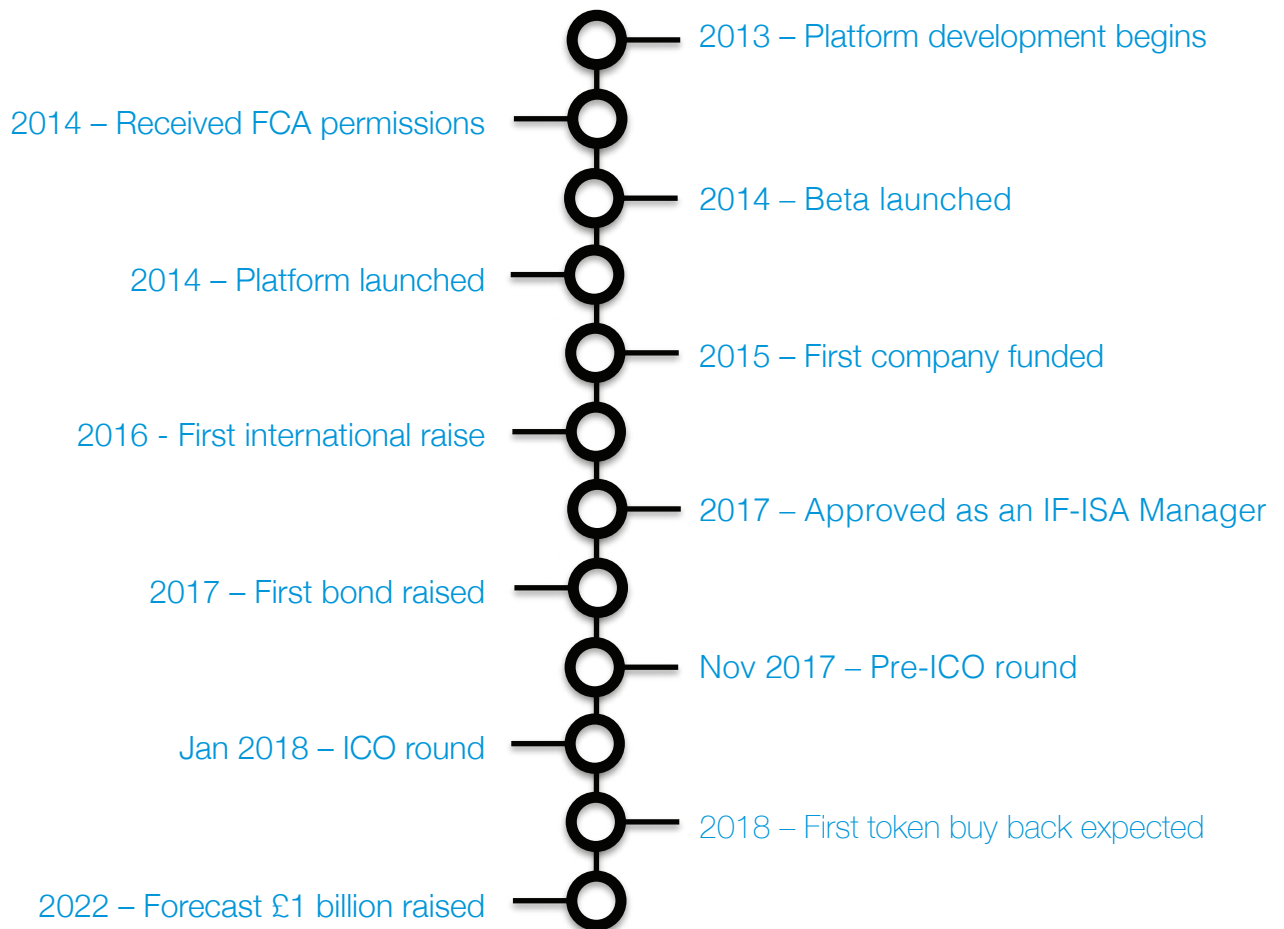 2013 – Platform development begins
2014 – Received FCA permissions
2014 – Beta launched
2014 – Platform launched
2015 – First company funded
2016 - First international raise
2017 – Approved as an IF-ISA Manager
2017 – First bond raised
Nov 2017 – Pre-ICO round
Jan 2018 – ICO round
2018 – First token buy back expected
2022 – Forecast £1 billion raised